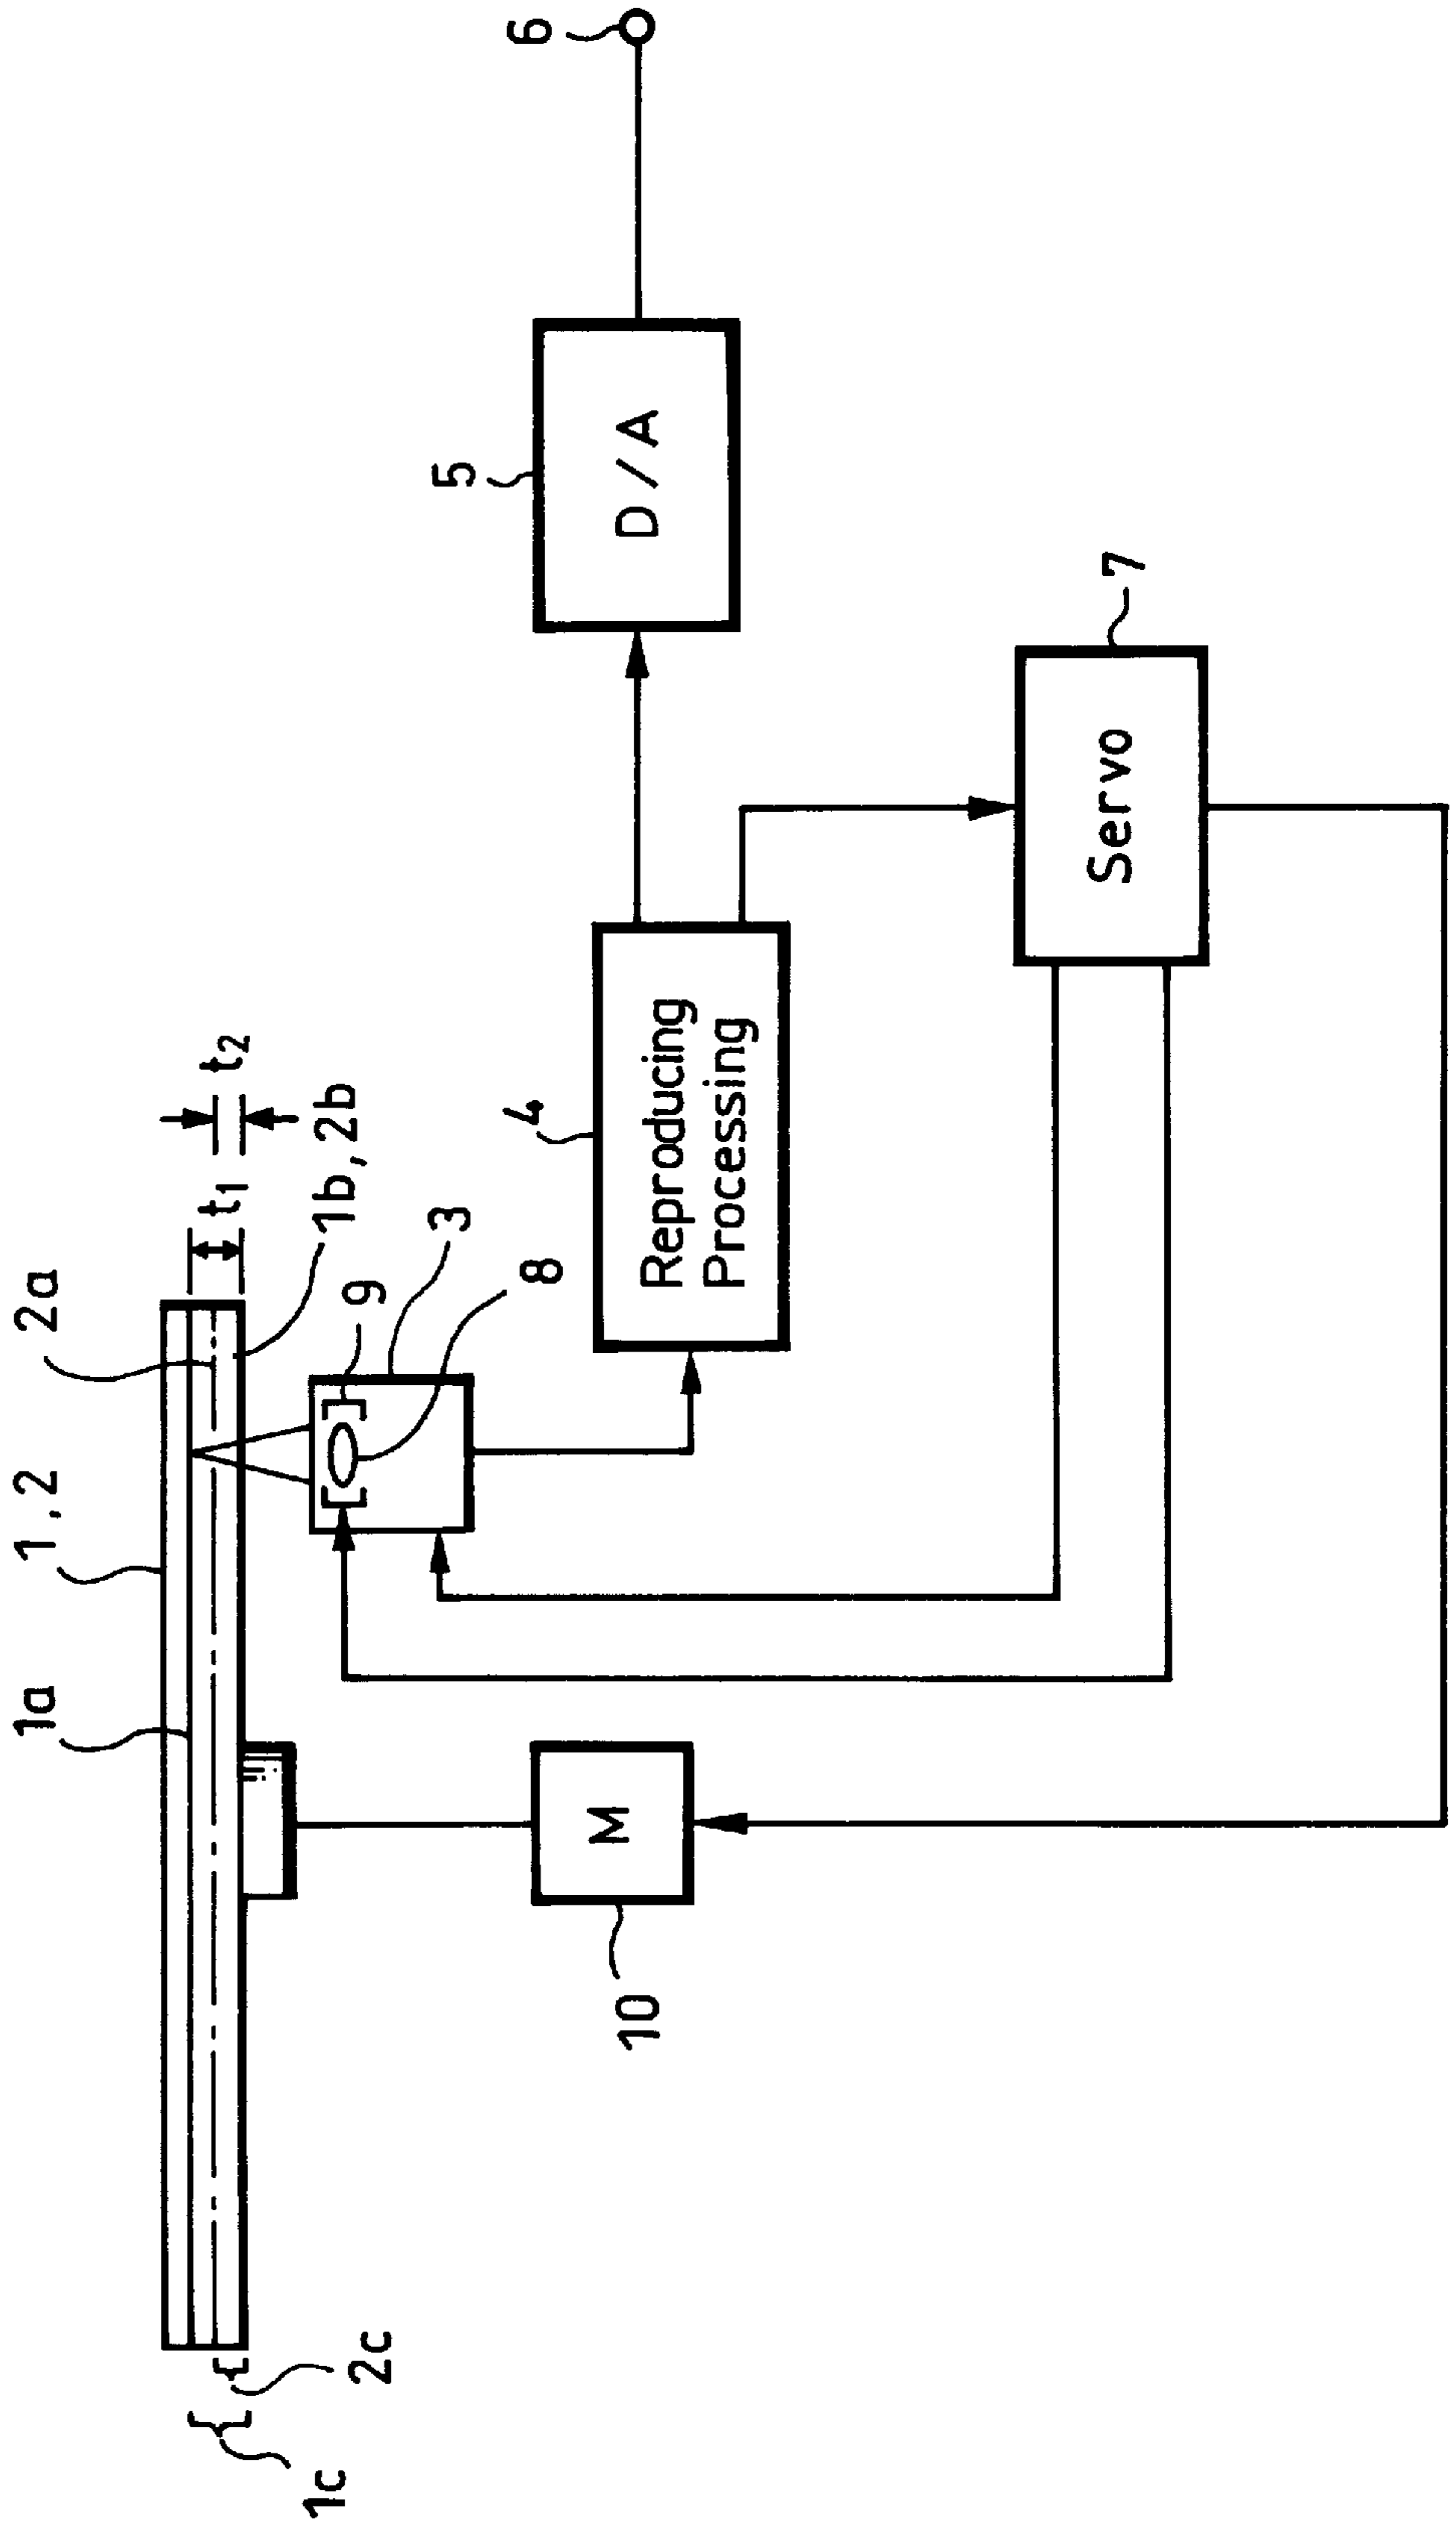 1c
2c
1a
1,2
2a
t1
t2
1b,2b
9
3
8
10
M
4
Reproducing
Processing
5
D/A
6
Servo
7